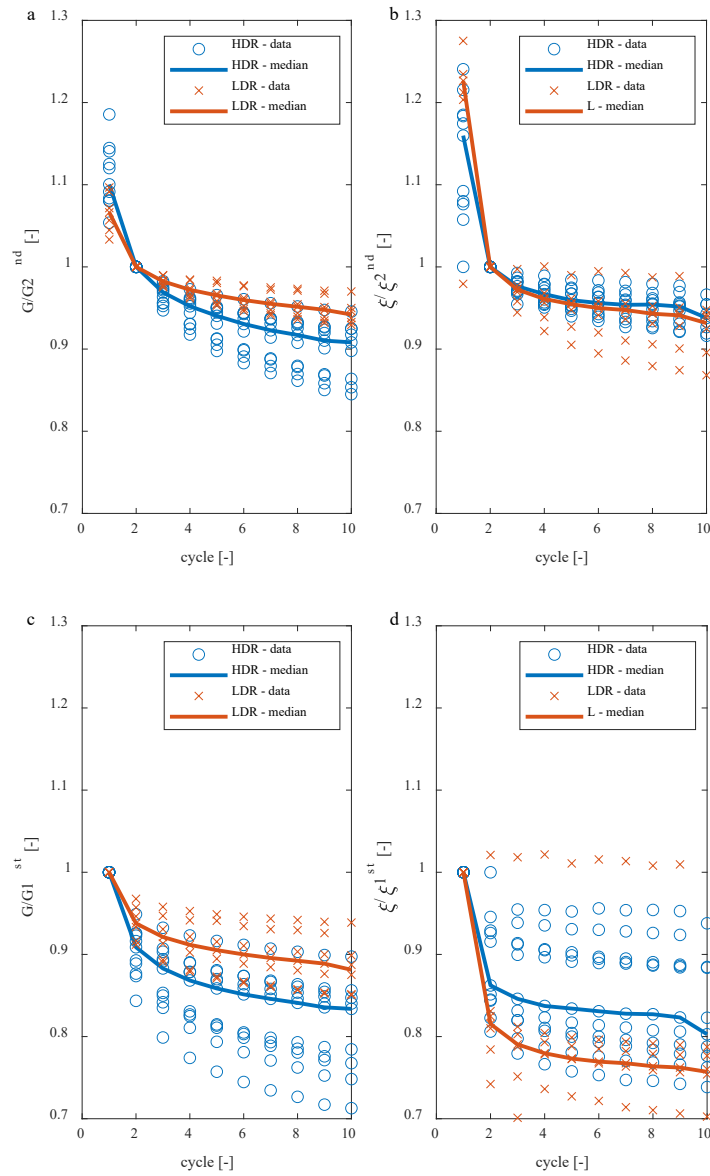 a
HDR - data
HDR - median
LDR - data
LDR - median
1.3
1.2
1.1
1
0.9
0.8
0.7
0 2 4 6 8 10
cycle [-]
G/G2 nd [-]
b
HDR - data
HDR - median
LDR - data
L - median
1.3
1.2
1.1
1
0.9
0.8
0.7
0 2 4 6 8 10
cycle [-]
ξ/ ξ2 nd [-]
c
HDR - data
HDR - median
LDR - data
LDR - median
1.3
1.2
1.1
1
0.9
0.8
0.7
0 2 4 6 8 10
cycle [-]
G/G1 st [-]
d
HDR - data
HDR - median
LDR - data
L - median
1.3
1.2
1.1
1
0.9
0.8
0.7
0 2 4 6 8 10
cycle [-]
ξ/ ξ1 st [-]